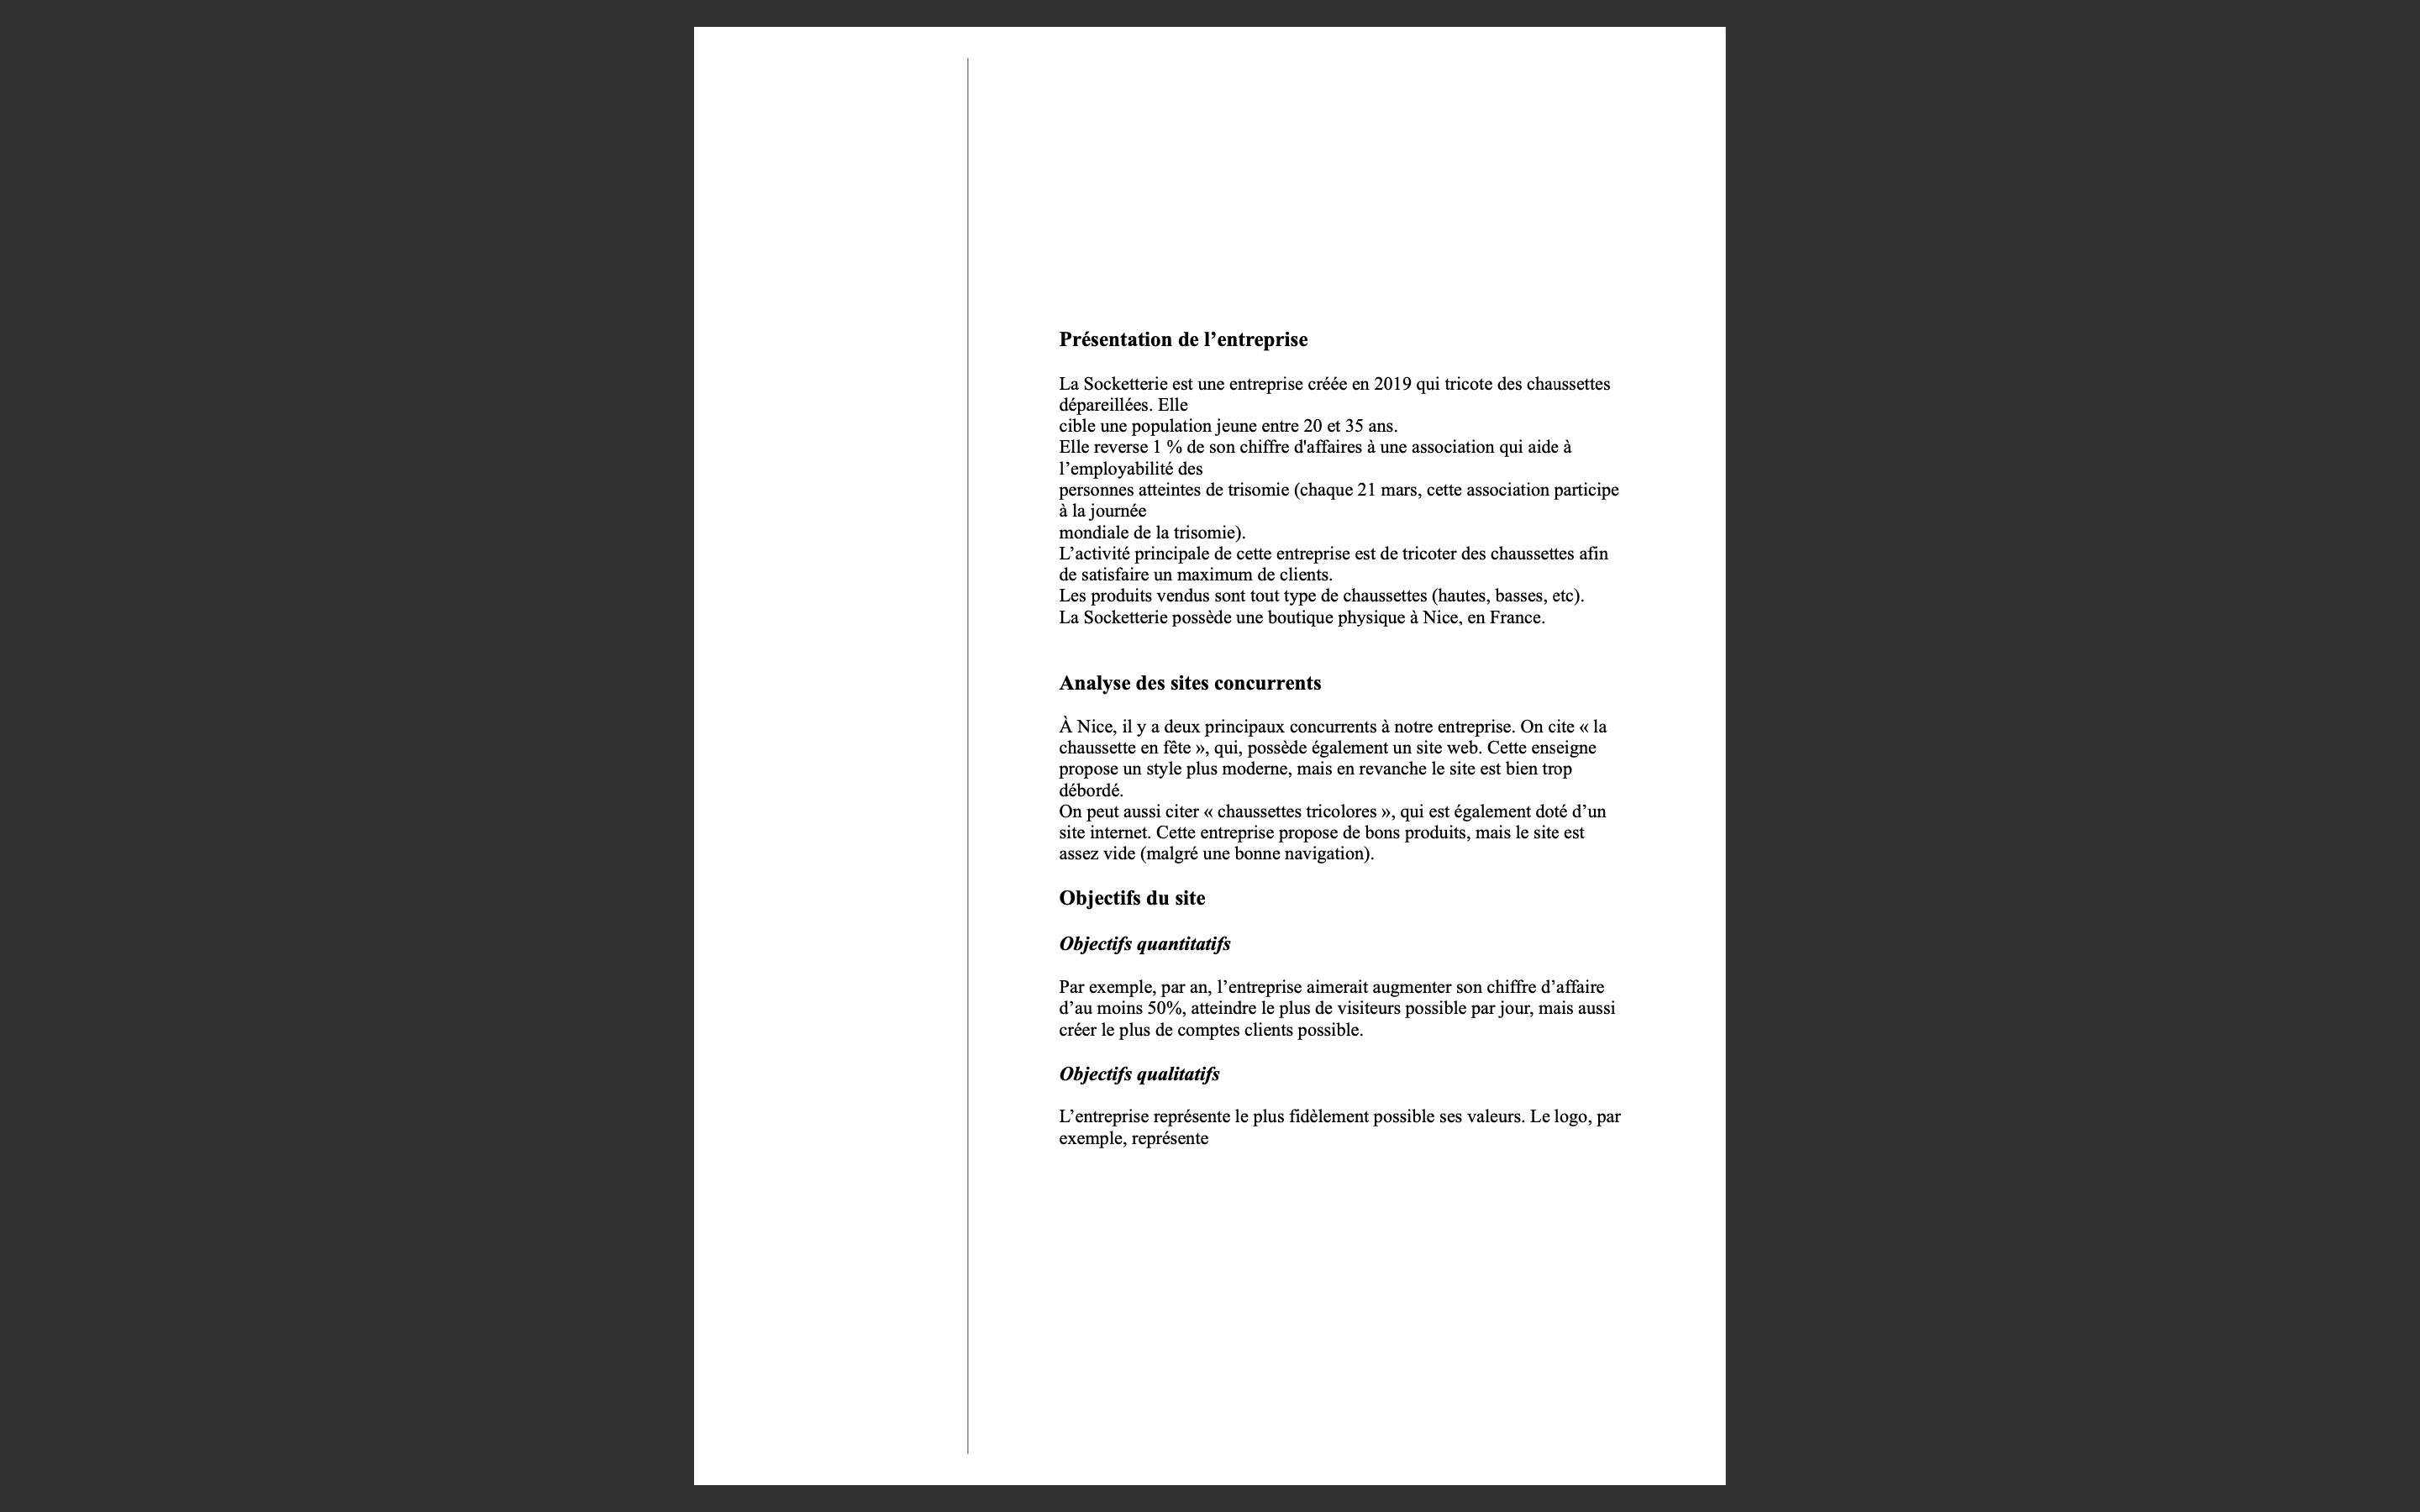 Présentation de l’entreprise
La Socketterie est une entreprise créée en 2019 qui tricote des chaussettes
dépareillées. Elle
cible une population jeune entre 20 et 35 ans.
Elle reverse 1 % de son chiffre d'affaires à une association qui aide à
l’employabilité des
personnes atteintes de trisomie (chaque 21 mars, cette association participe
à la journée
mondiale de la trisomie).
L’activité principale de cette entreprise est de tricoter des chaussettes afin
de satisfaire un maximum de clients.
Les produits vendus sont tout type de chaussettes (hautes, basses, etc).
La Socketterie possède une boutique physique à Nice, en France.
Analyse des sites concurrents
À Nice, il y a deux principaux concurrents à notre entreprise. On cite « la
chaussette en fête », qui, possède également un site web. Cette enseigne
propose un style plus moderne, mais en revanche le site est bien trop
débordé.
On peut aussi citer « chaussettes tricolores », qui est également doté d’un
site internet. Cette entreprise propose de bons produits, mais le site est
assez vide (malgré une bonne navigation).
Objectifs du site
Objectifs quantitatifs
Par exemple, par an, l’entreprise aimerait augmenter son chiffre d’affaire
d’au moins 50%, atteindre le plus de visiteurs possible par jour, mais aussi
créer le plus de comptes clients possible.
Objectifs qualitatifs
L’entreprise représente le plus fidèlement possible ses valeurs. Le logo, par
exemple, représente